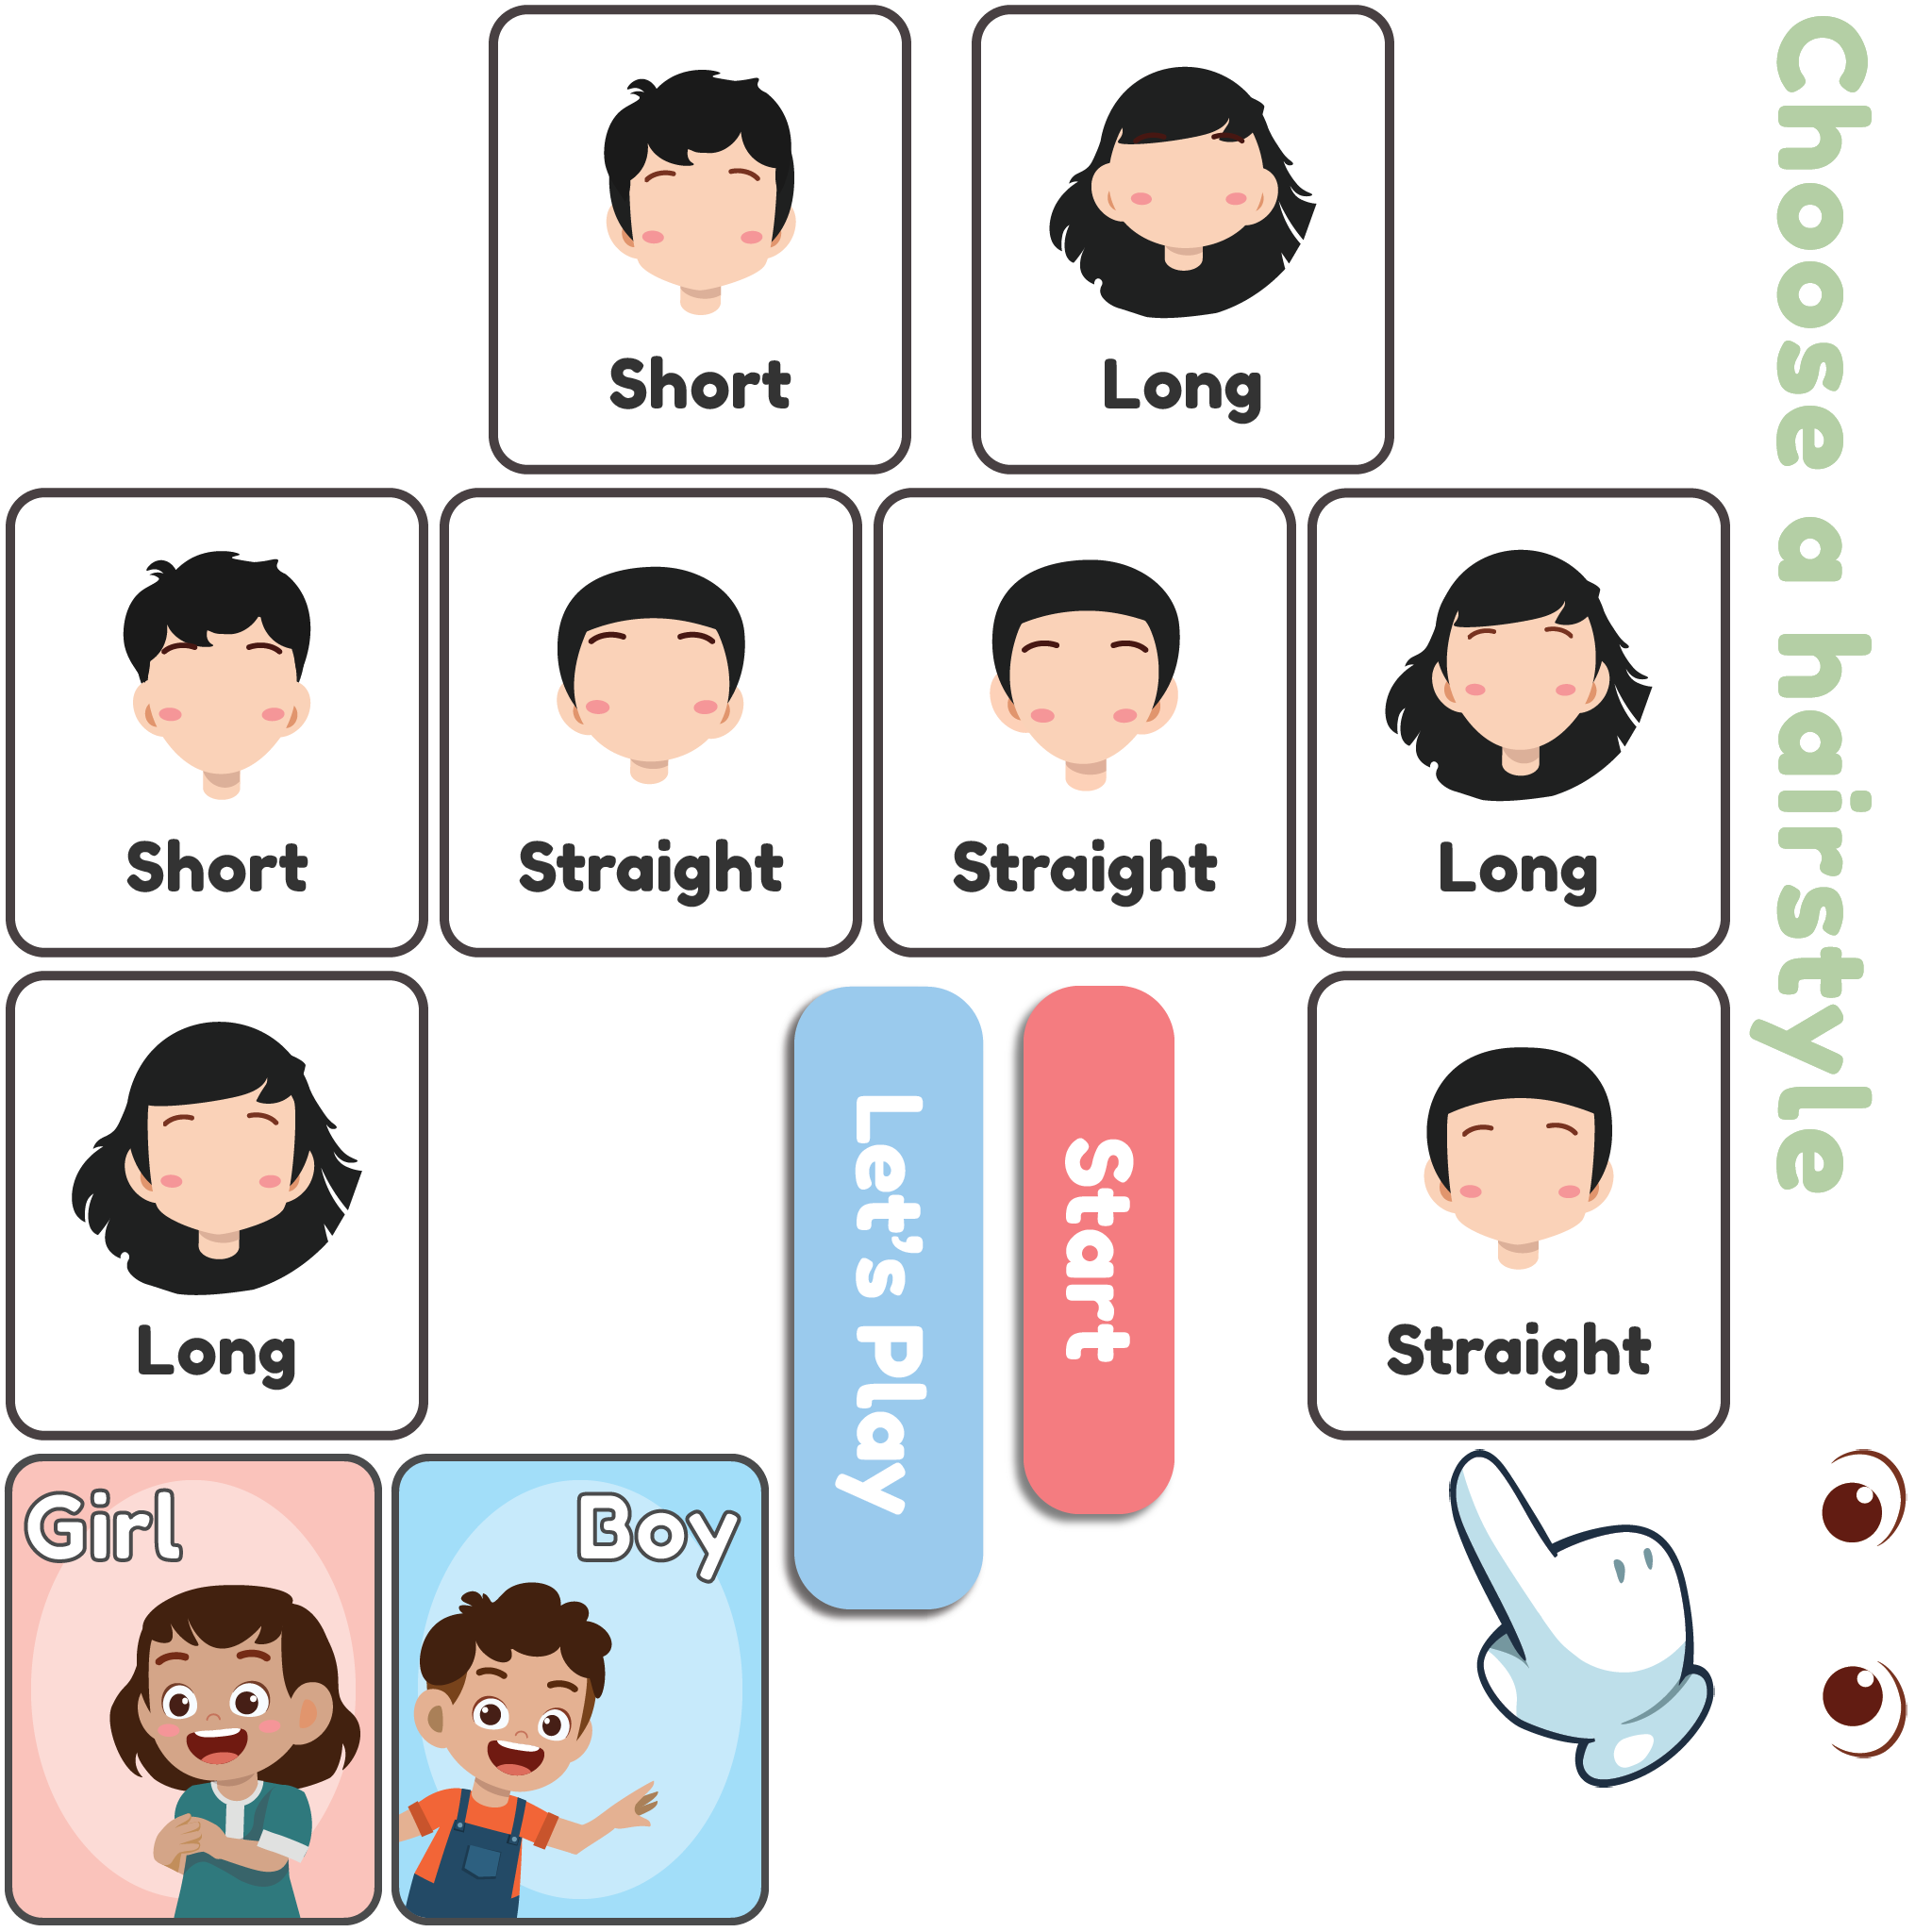 Short
Long
Short
Straight
Straight
Long
Long
Let's Play
Start
Straight
Girl
Boy
Choose a hairstyle